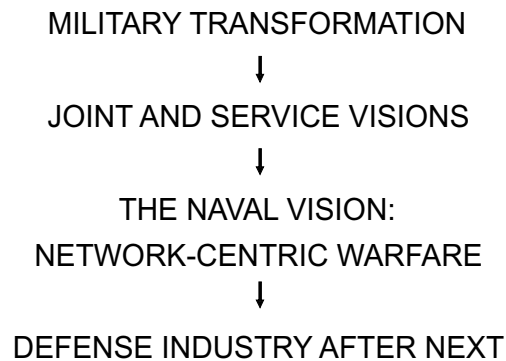 MILITARY TRANSFORMATION
JOINT AND SERVICE VISIONS
THE NAVAL VISION:
NETWORK-CENTRIC WARFARE
DEFENSE INDUSTRY AFTER NEXT